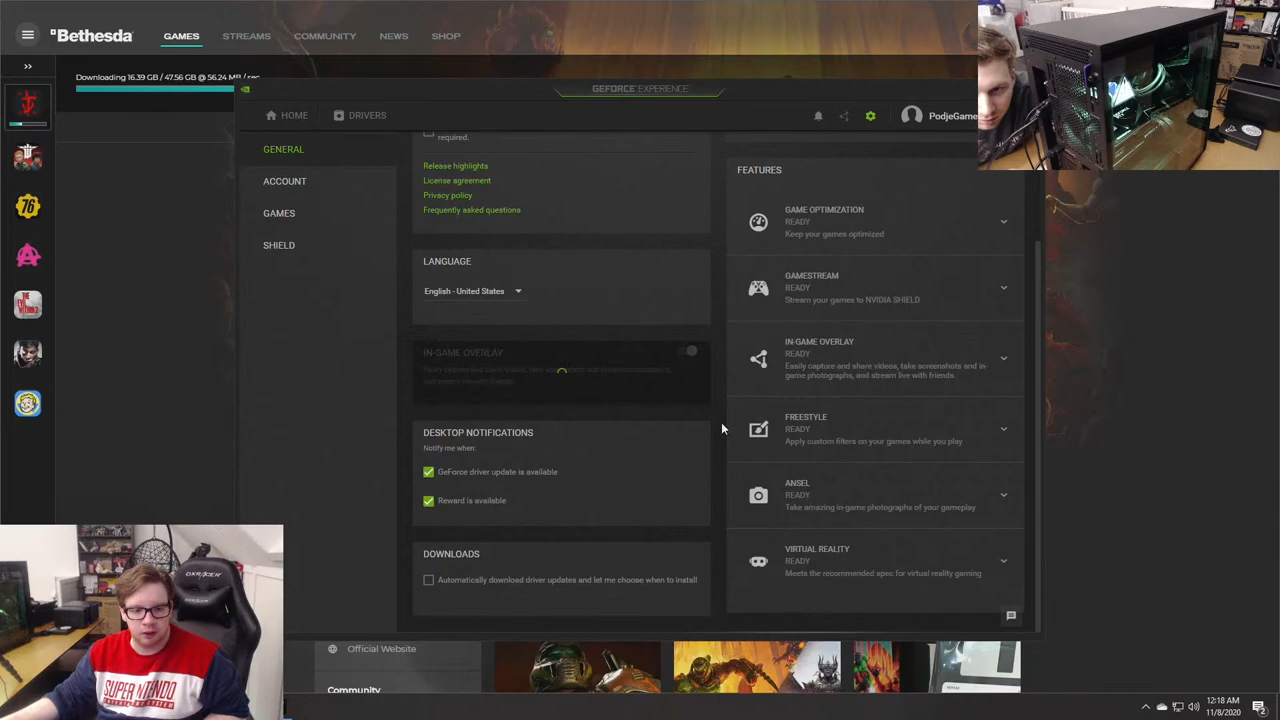 Bethesda
GAMES
STREAMS
COMMUNITY
NEWS
SHOP
Downloading 16.39 GB / 47.56 GB @ 56.24 MB / sec
GEFORCE EXPERIENCE
HOME
DRIVERS
PodjeGame
GENERAL
ACCOUNT
GAMES
SHIELD
required.
Release highlights
License agreement
Privacy policy
Frequently asked questions
LANGUAGE
English - United States
IN-GAME OVERLAY
DESKTOP NOTIFICATIONS
Notify me when:
GeForce driver update is available
Reward is available
DOWNLOADS
Automatically download driver updates and let me choose when to install
FEATURES
GAME OPTIMIZATION
READY
Keep your games optimized
GAMESTREAM
READY
Stream your games to NVIDIA SHIELD
IN-GAME OVERLAY
READY
Easily capture and share videos, take screenshots and in-
game photographs, and stream live with friends.
FREESTYLE
READY
Apply custom filters on your games while you play
ANSEL
READY
Take amazing in-game photographs of your gameplay
VIRTUAL REALITY
READY
Meets the recommended spec for virtual reality gaming
Official Website
Community
76
DXRACER
SUPER NINTENDO
ENTERTAINMENT SYSTEM
12:18 AM
11/8/2020
2